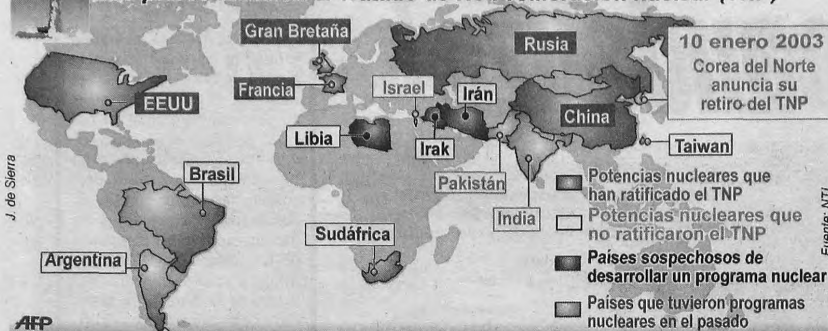 Gran Bretaña
Rusia
10 enero 2003
Corea del Norte
anuncia su
retiro del TNP
Francia
Israel
Irán
EEUU
China
Libia
Irak
Taiwan
Pakistán
Brasil
India
Sudáfrica
Argentina
Potencias nucleares que
han ratificado el TNP
Potencias nucleares que
no ratificaron el TNP
Países sospechosos de
desarrollar un programa nuclear
Países que tuvieron programas
nucleares en el pasado
J. de Sierra
Fuente: NTI
AFP